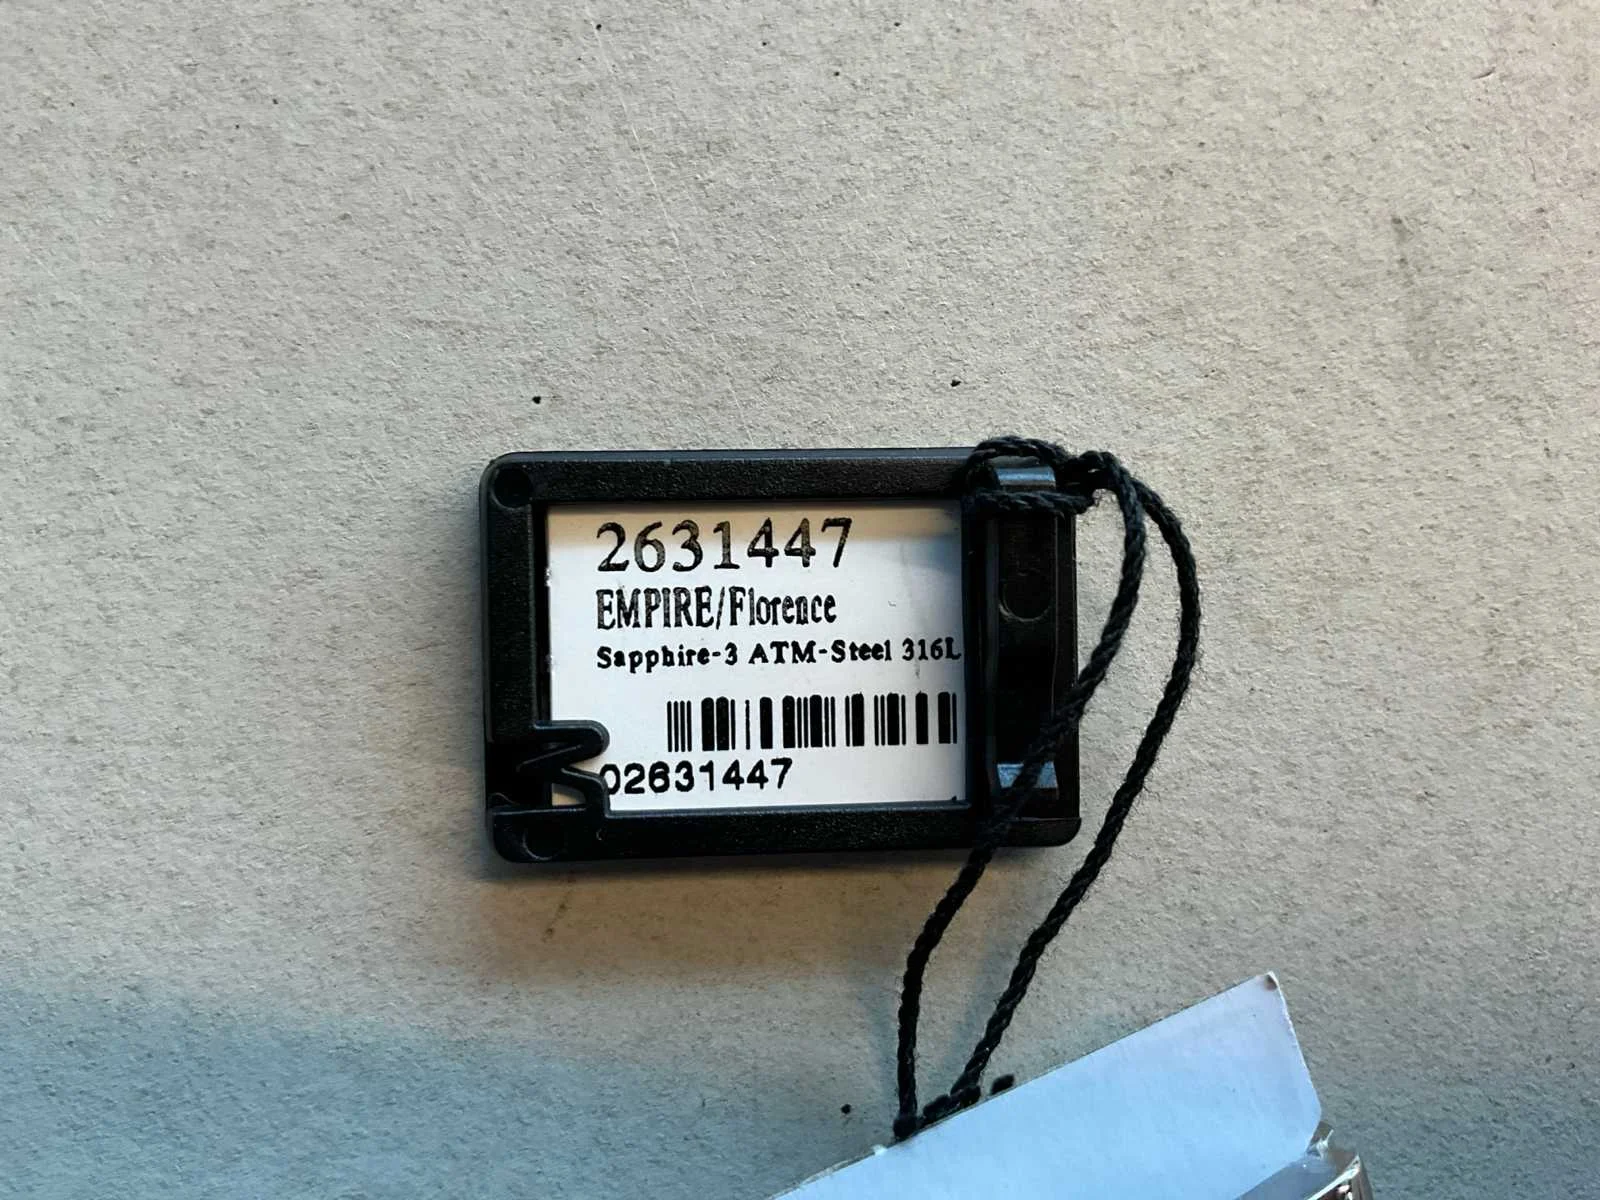 2631447
EMPIRE/Florence
Sapphire-3 ATM-Steel 316L
02631447